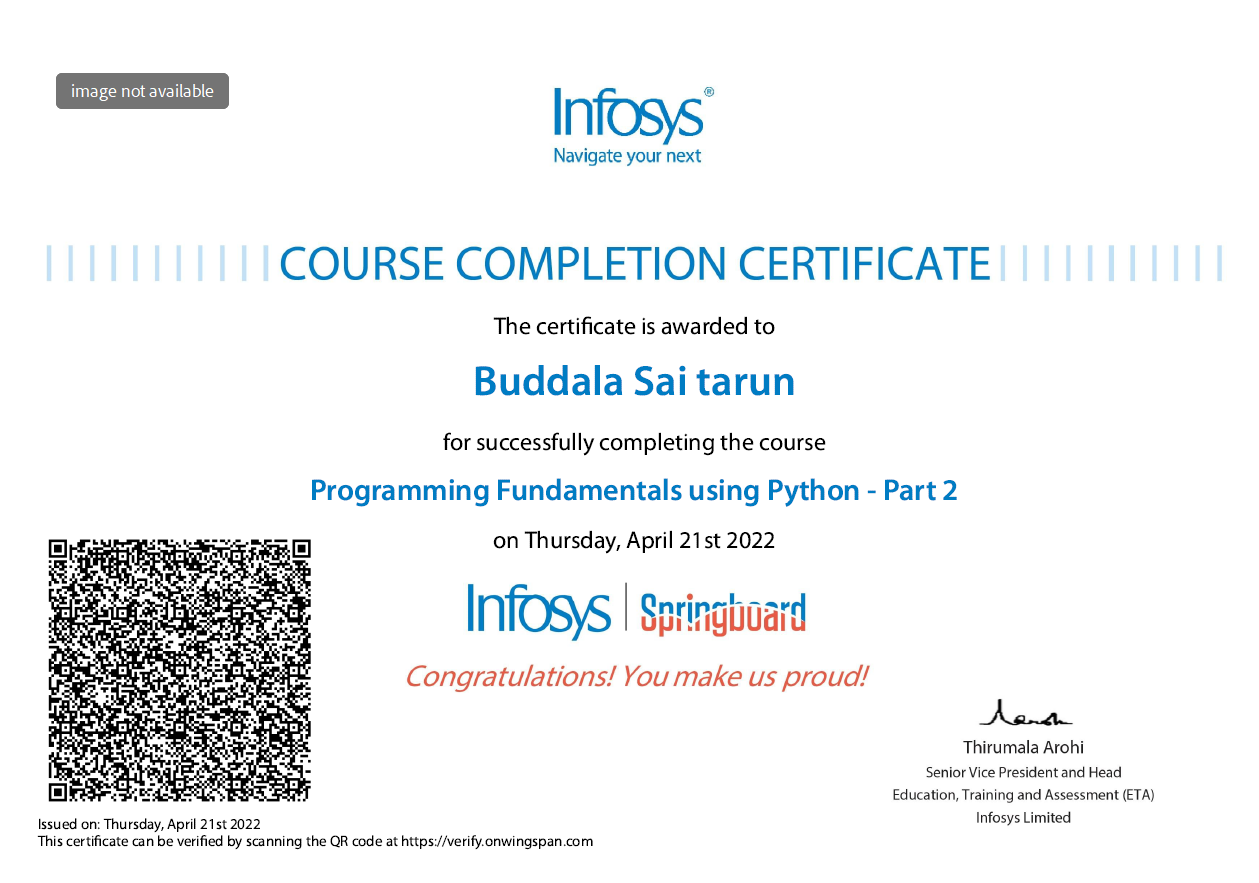 image not available
Infosys®
Navigate your next
COURSE COMPLETION CERTIFICATE
The certificate is awarded to
Buddala Sai tarun
for successfully completing the course
Programming Fundamentals using Python - Part 2
on Thursday, April 21st 2022
Infosys | Springboard
Congratulations! You make us proud!
Thirumala Arohi
Senior Vice President and Head
Education, Training and Assessment (ETA)
Infosys Limited
Issued on: Thursday, April 21st 2022
This certificate can be verified by scanning the QR code at https://verify.onwingspan.com